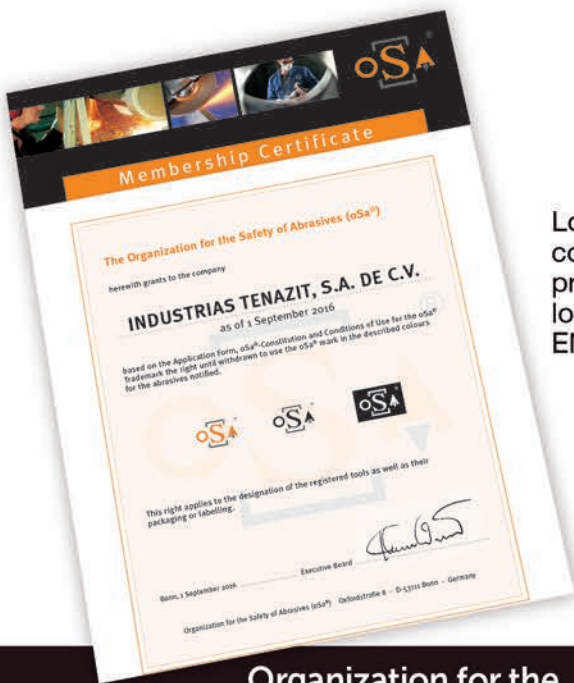 oSa®
Membership Certificate
The Organization for the Safety of Abrasives (oSa®)
herewith grants to the company
INDUSTRIAS TENAZIT, S.A. DE C.V.
as of 1 September 2016
based on the Application Form, oSa®-Constitution and Conditions of Use for the oSa®
Trademark the right until withdrawn to use the oSa® mark in the described colours
for the abrasives notified.
oSa® oSa® oSa®
This right applies to the designation of the registered tools as well as their
packaging or labelling.
Bonn, 1 September 2016
Executive Board
Organization for the Safety of Abrasives (oSa®) Oxfordstraße 8 - D-53111 Bonn - Germany
Organization for the